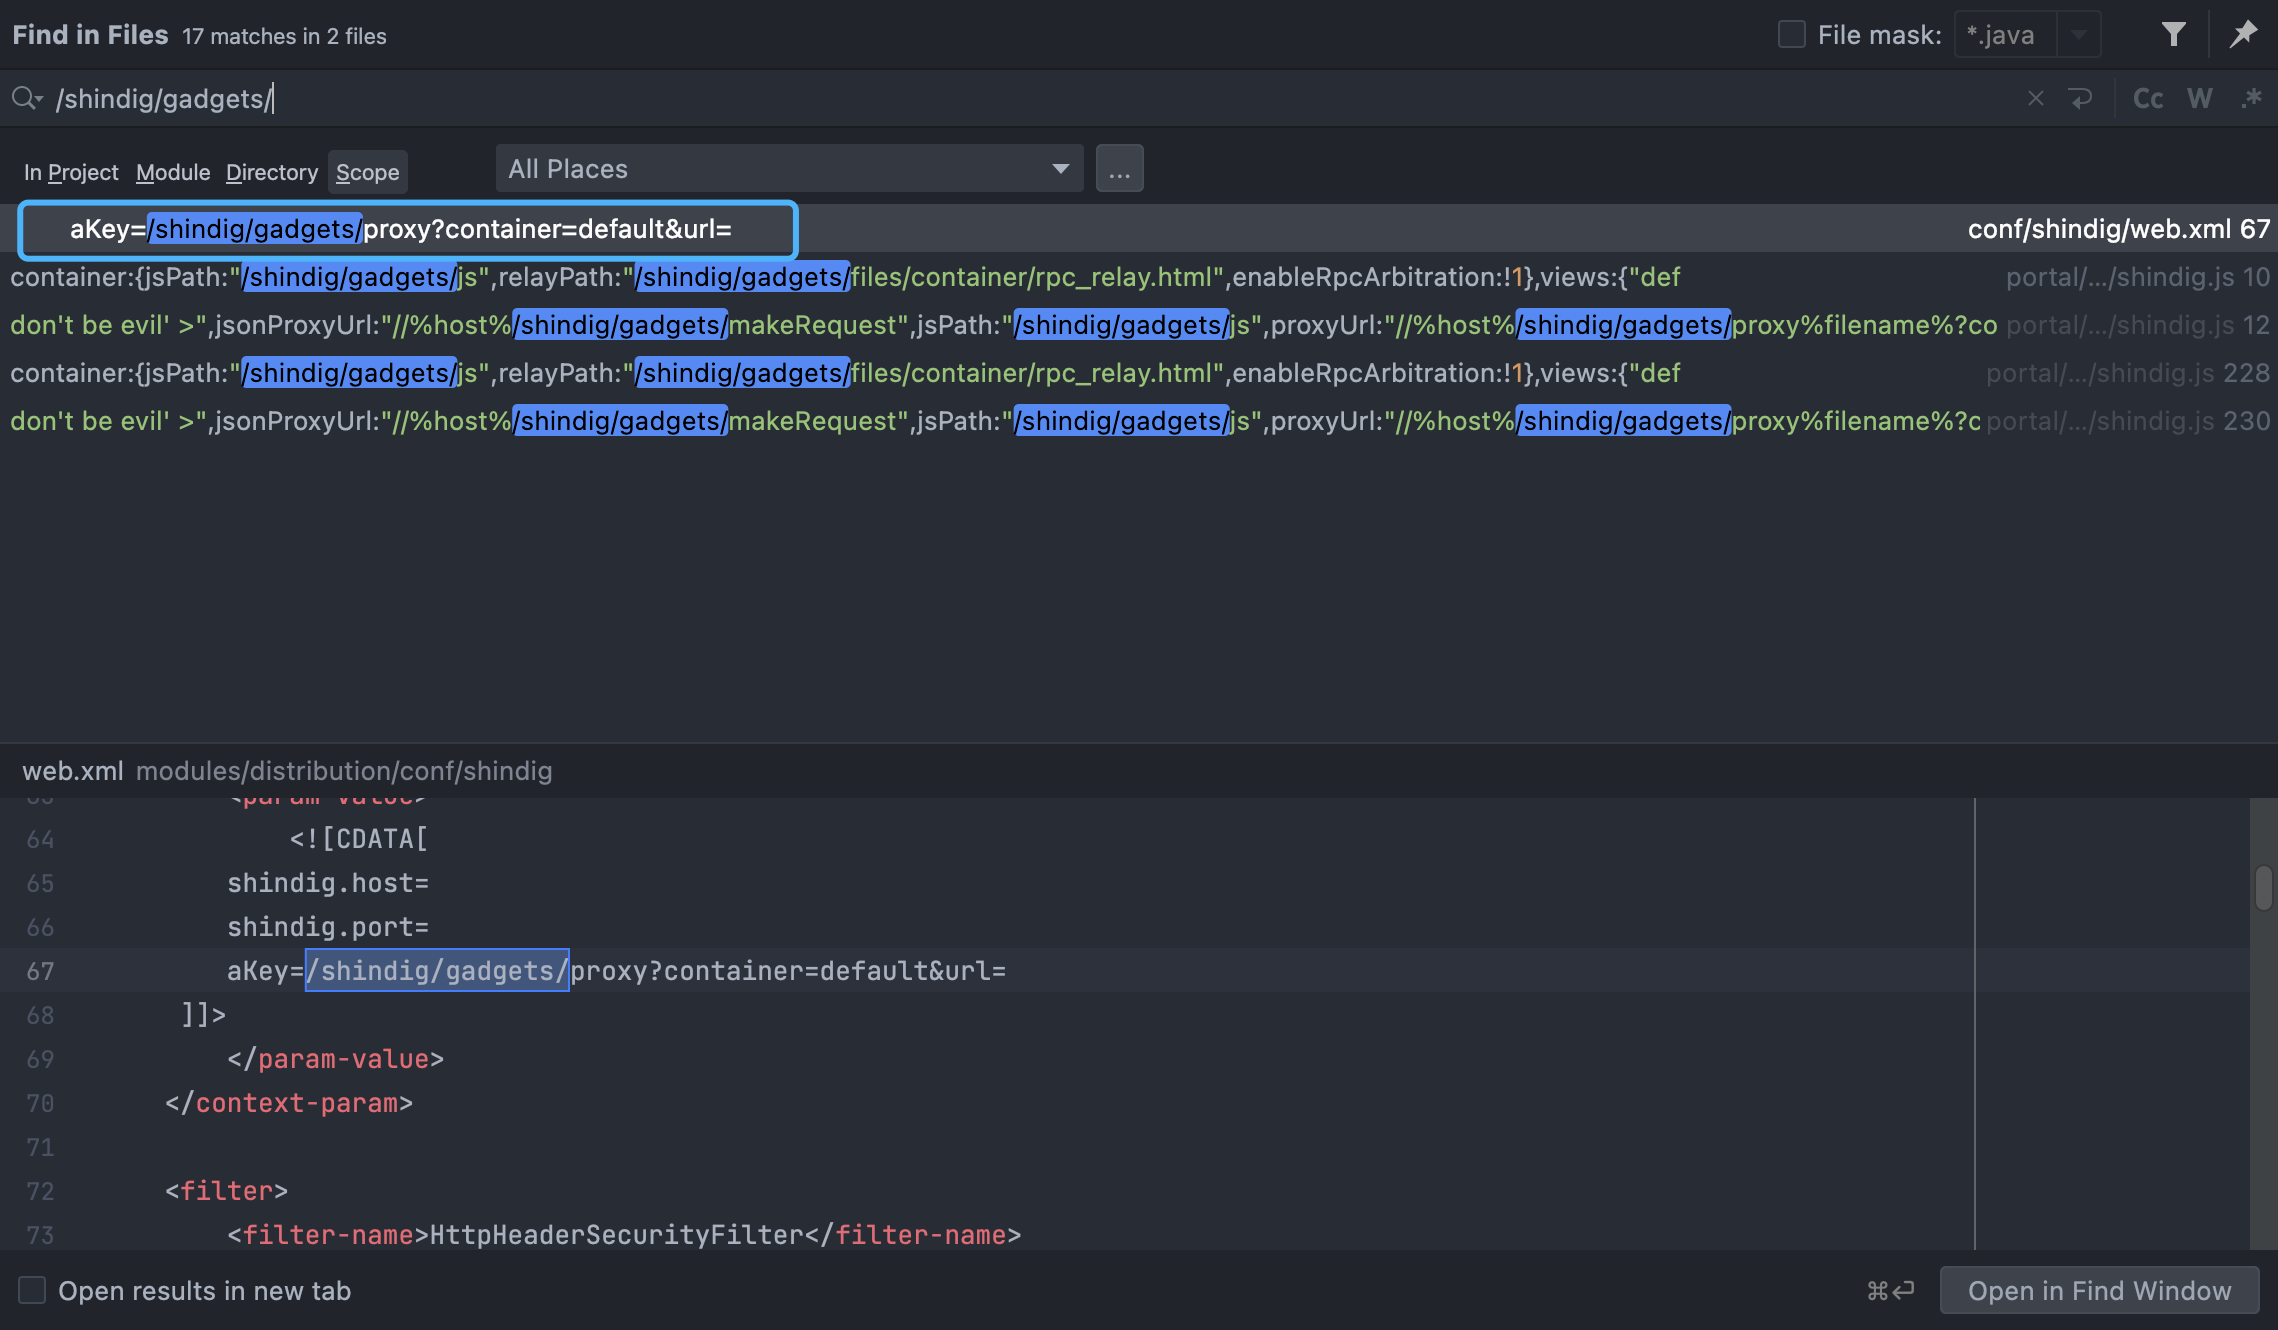 Find in Files 17 matches in 2 files File mask: *.java
/shindig/gadgets/ Cc W .*
In Project Module Directory Scope All Places ...
aKey=/shindig/gadgets/proxy?container=default&url= conf/shindig/web.xml 67
container:{jsPath:"/shindig/gadgets/js",relayPath:"/shindig/gadgets/files/container/rpc_relay.html",enableRpcArbitration:!1},views:{"def portal/.../shindig.js 10
don't be evil' >",jsonProxyUrl:"//%host%/shindig/gadgets/makeRequest",jsPath:"/shindig/gadgets/js",proxyUrl:"//%host%/shindig/gadgets/proxy%filename%?co portal/.../shindig.js 12
container:{jsPath:"/shindig/gadgets/js",relayPath:"/shindig/gadgets/files/container/rpc_relay.html",enableRpcArbitration:!1},views:{"def portal/.../shindig.js 228
don't be evil' >",jsonProxyUrl:"//%host%/shindig/gadgets/makeRequest",jsPath:"/shindig/gadgets/js",proxyUrl:"//%host%/shindig/gadgets/proxy%filename%?c portal/.../shindig.js 230
web.xml modules/distribution/conf/shindig
63 <param-value>
64 <![CDATA[
65 shindig.host=
66 shindig.port=
67 aKey=/shindig/gadgets/proxy?container=default&url=
68 ]]>
69 </param-value>
70 </context-param>
71
72 <filter>
73 <filter-name>HttpHeaderSecurityFilter</filter-name>
Open results in new tab ⌘↩ Open in Find Window